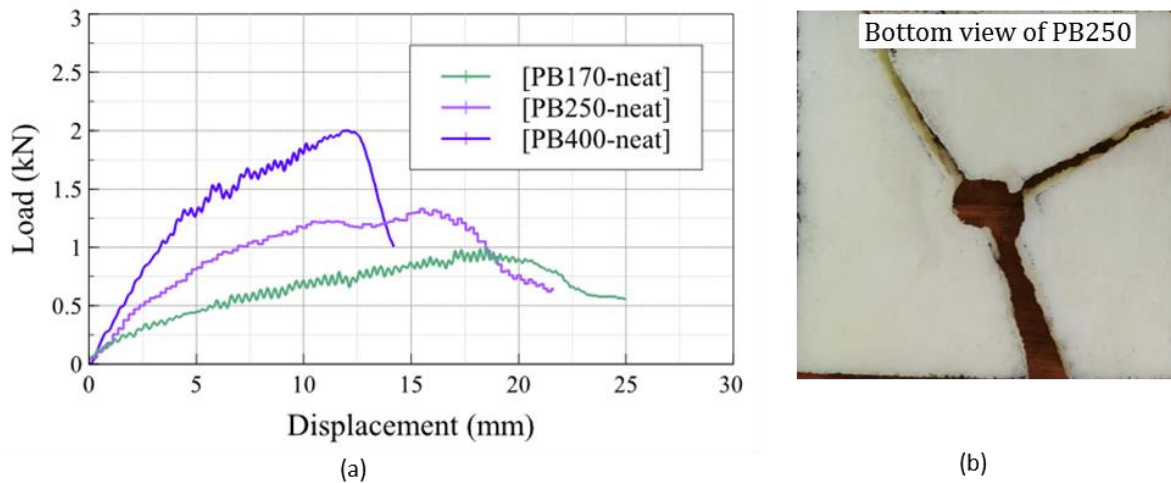 3
2.5
2
1.5
1
0.5
0
Load (kN)
[PB170-neat]
[PB250-neat]
[PB400-neat]
0 5 10 15 20 25 30
Displacement (mm)
(a)
Bottom view of PB250
(b)